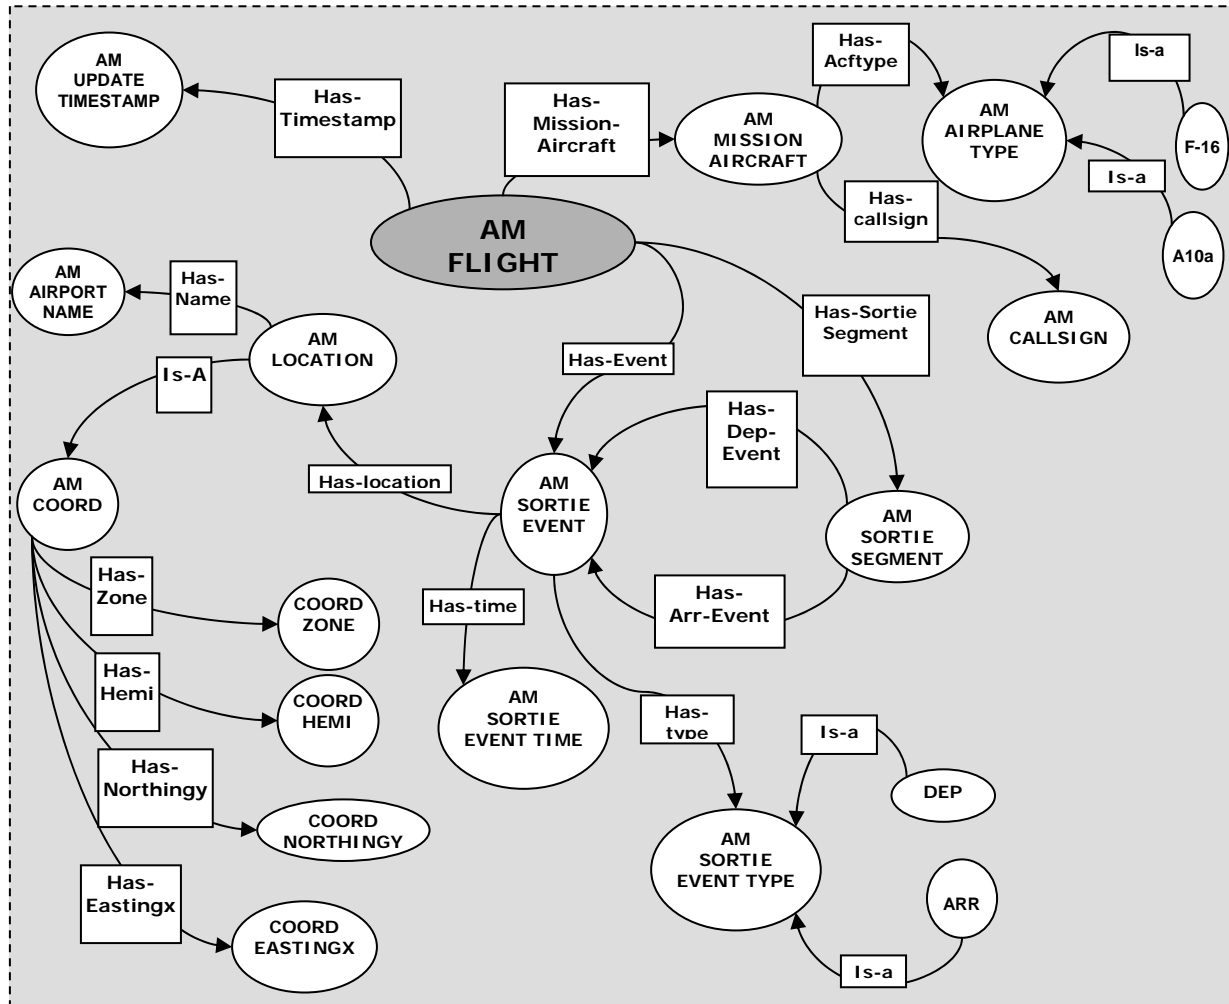 AM
UPDATE
TIMESTAMP
Has-
Timestamp
Has-
Mission-
Aircraft
AM
MISSION
AIRCRAFT
Has-
Acftype
AM
AIRPLANE
TYPE
Is-a
F-16
Is-a
A10a
Has-
callsign
AM
CALLSIGN
AM
FLIGHT
AM
AIRPORT
NAME
Has-
Name
AM
LOCATION
Is-A
AM
COORD
Has-location
Has-Event
Has-Sortie
Segment
Has-
Dep-
Event
AM
SORTIE
EVENT
AM
SORTIE
SEGMENT
Has-
Arr-Event
Has-time
AM
SORTIE
EVENT TIME
Has-
type
Has-
Zone
COORD
ZONE
Has-
Hemi
COORD
HEMI
Has-
Northingy
COORD
NORTHINGY
Has-
Eastingx
COORD
EASTINGX
Is-a
DEP
AM
SORTIE
EVENT TYPE
ARR
Is-a